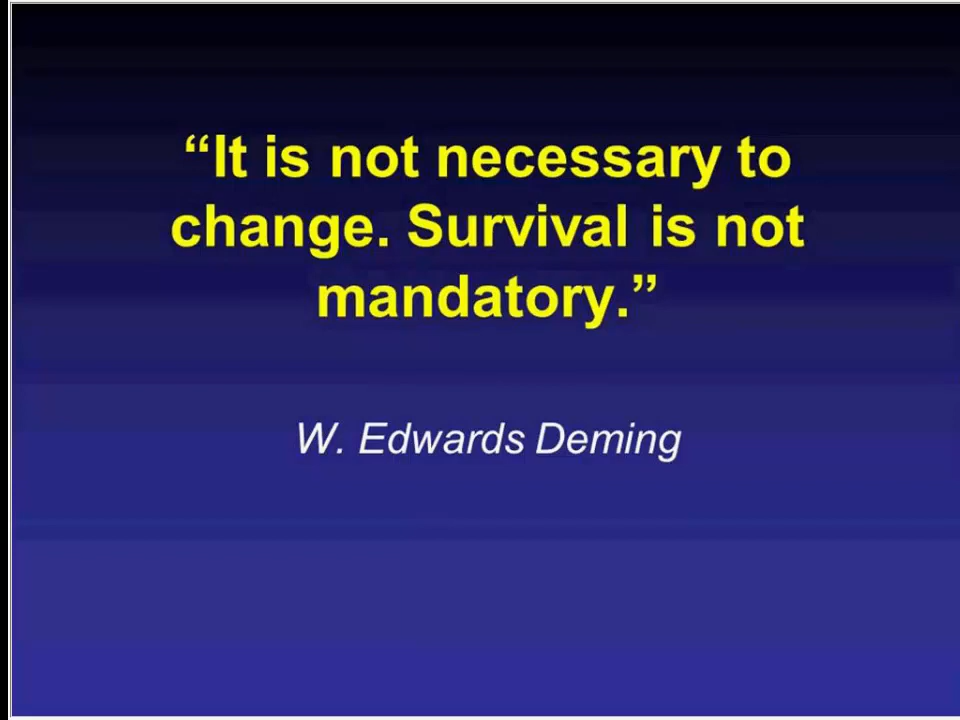 “It is not necessary to
change. Survival is not
mandatory.”
W. Edwards Deming